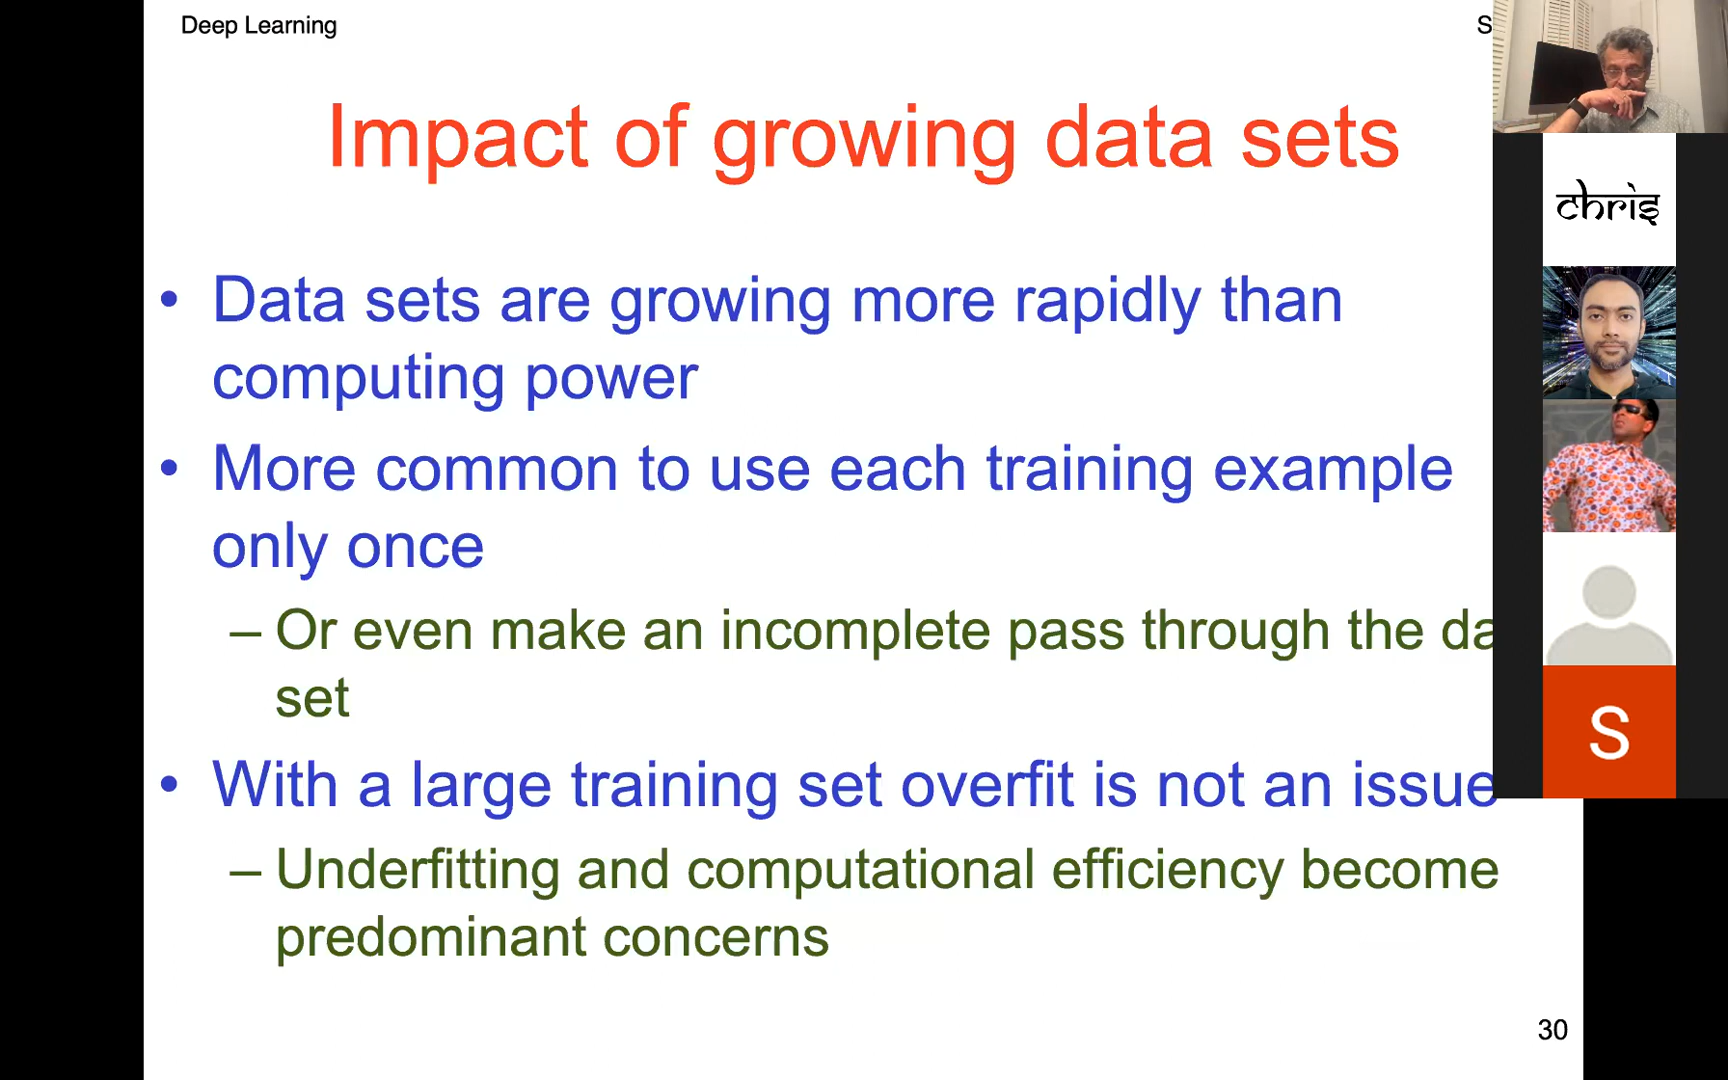 Deep Learning
Impact of growing data sets
• Data sets are growing more rapidly than
computing power
• More common to use each training example
only once
– Or even make an incomplete pass through the
set
• With a large training set overfit is not an issue
– Underfitting and computational efficiency become
predominant concerns
30
chris
S